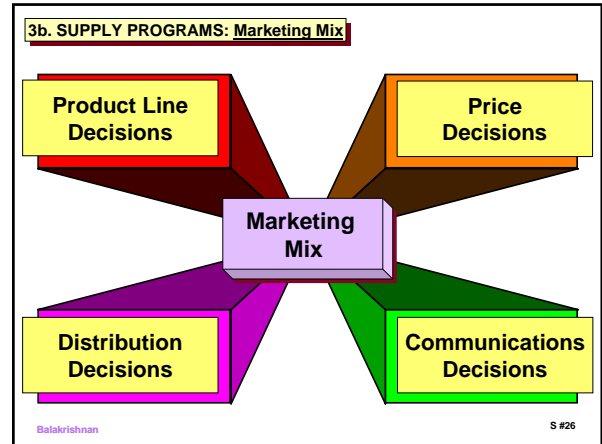 3b. SUPPLY PROGRAMS: Marketing Mix
Product Line
Decisions
Price
Decisions
Marketing
Mix
Distribution
Decisions
Communications
Decisions
Balakrishnan
S #26